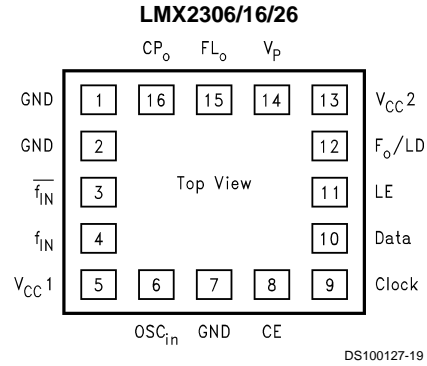 LMX2306/16/26
CPo FLo VP
GND 1 16 15 14 13 VCC2
GND 2 12 Fo/LD
fIN 3 Top View 11 LE
fIN 4 10 Data
VCC1 5 6 7 8 9 Clock
OSCin GND CE
DS100127-19